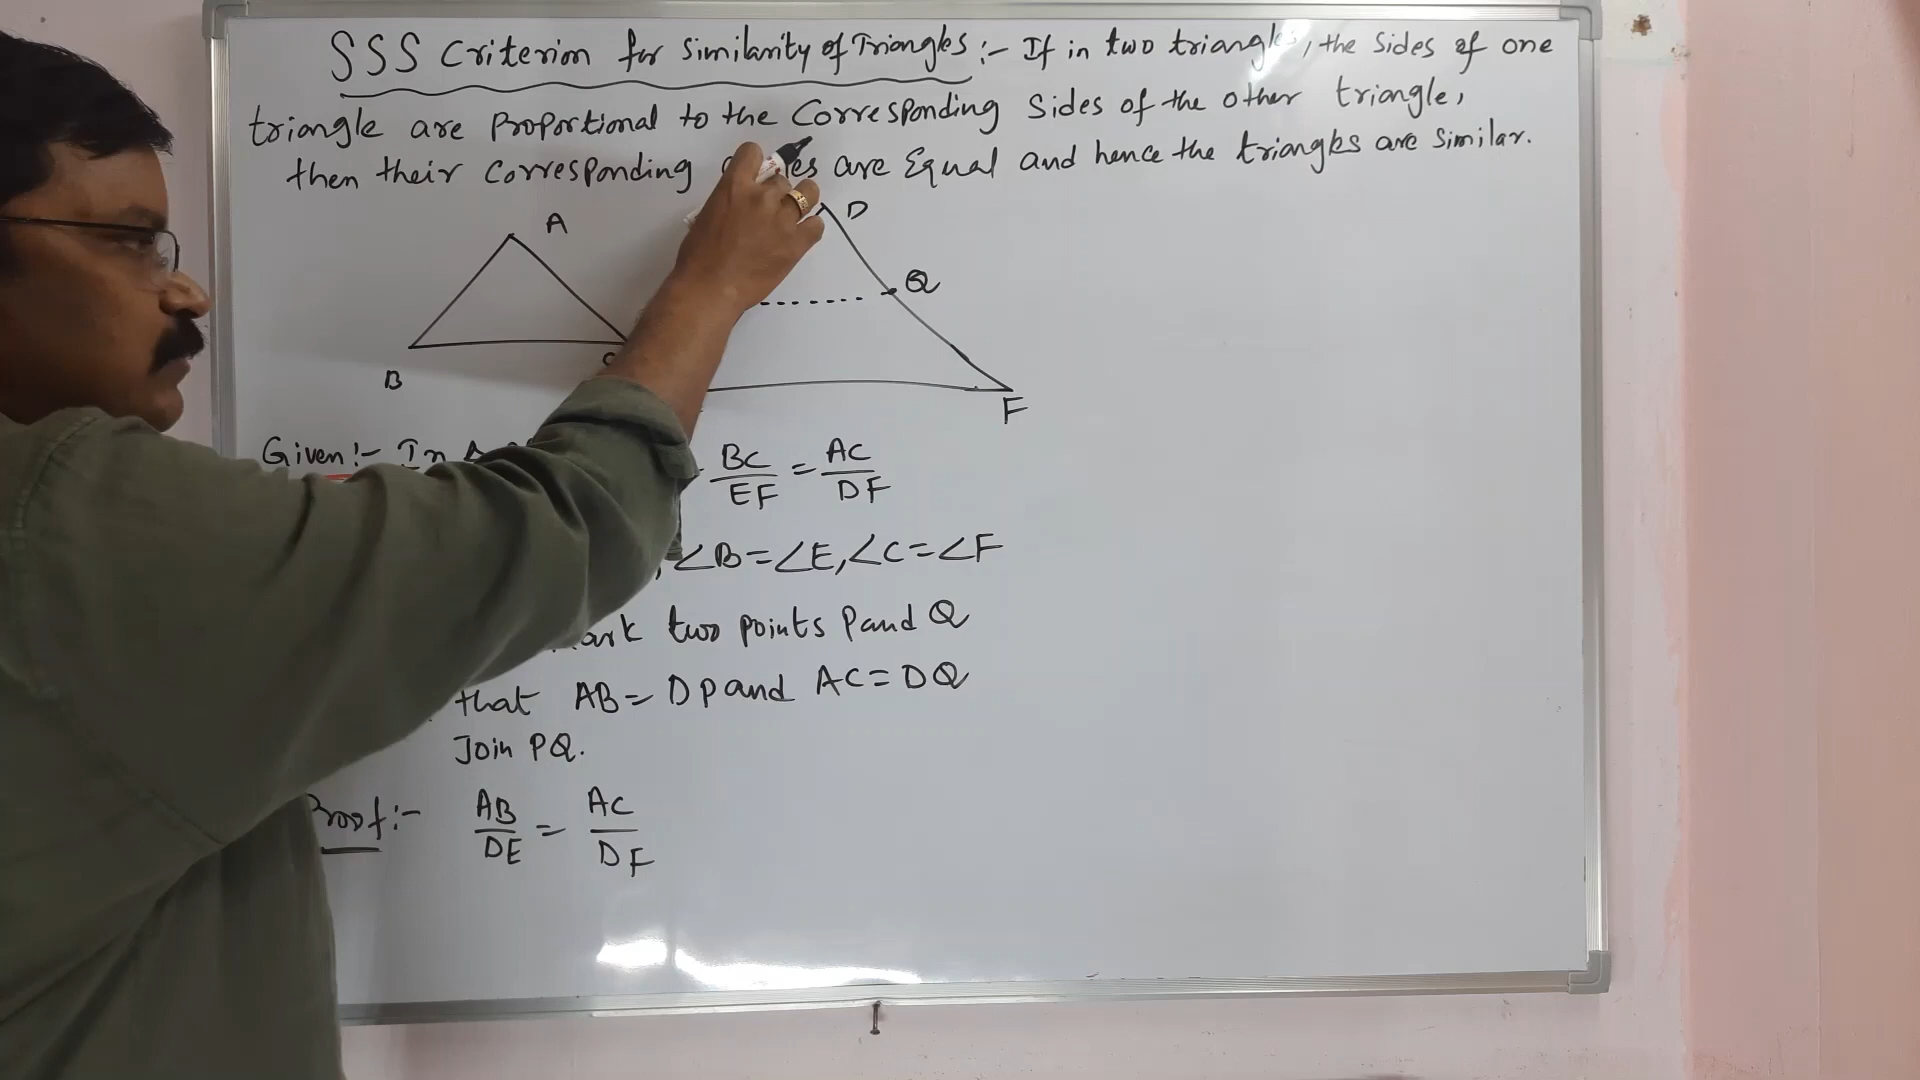 SSS Criterion for Similarity of Triangles :- If in two triangles, the Sides of one
triangle are Proportional to the Corresponding Sides of the other triangle,
then their Corresponding are Equal and hence the triangles are Similar.
A
D
Q
B
C
F
Given :- In Δ = BC/EF = AC/DF
, ∠B = ∠E, ∠C = ∠F
two points P and Q
that AB = DP and AC = DQ
Join PQ.
Proof :- AB/DE = AC/DF